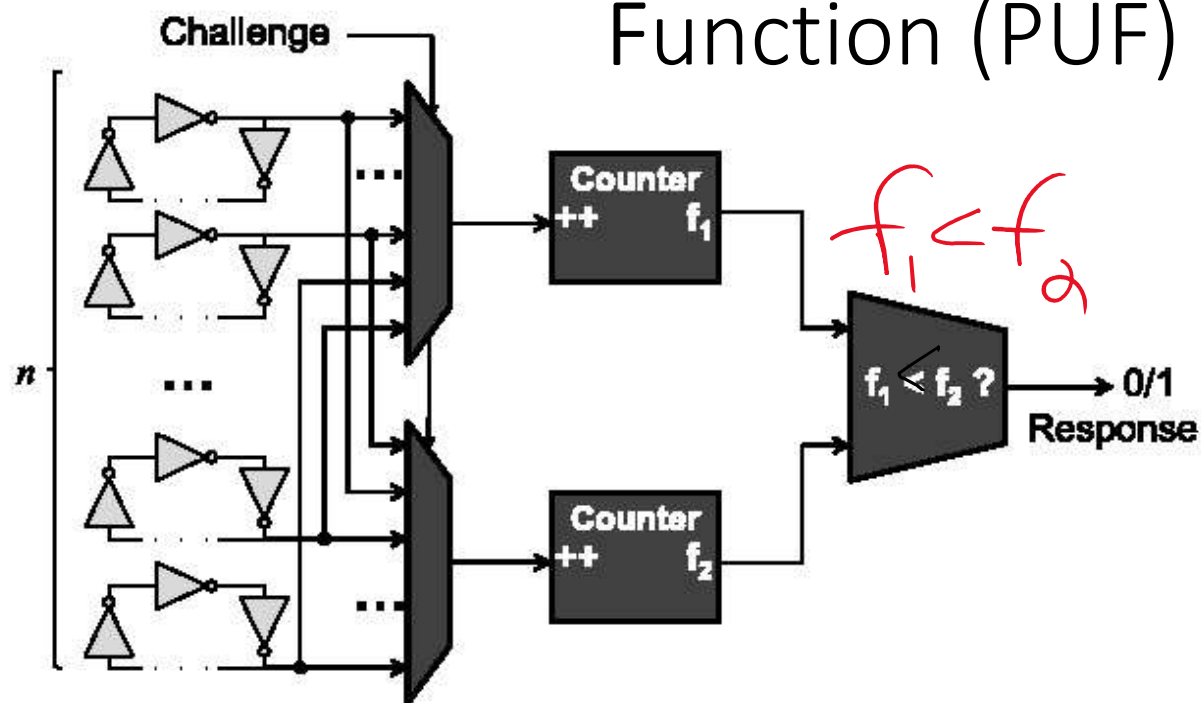 Function (PUF)
Challenge
n
Counter
++ f₁
f₁ < f₂
f₁ < f₂ ?
0/1
Response
Counter
++ f₂